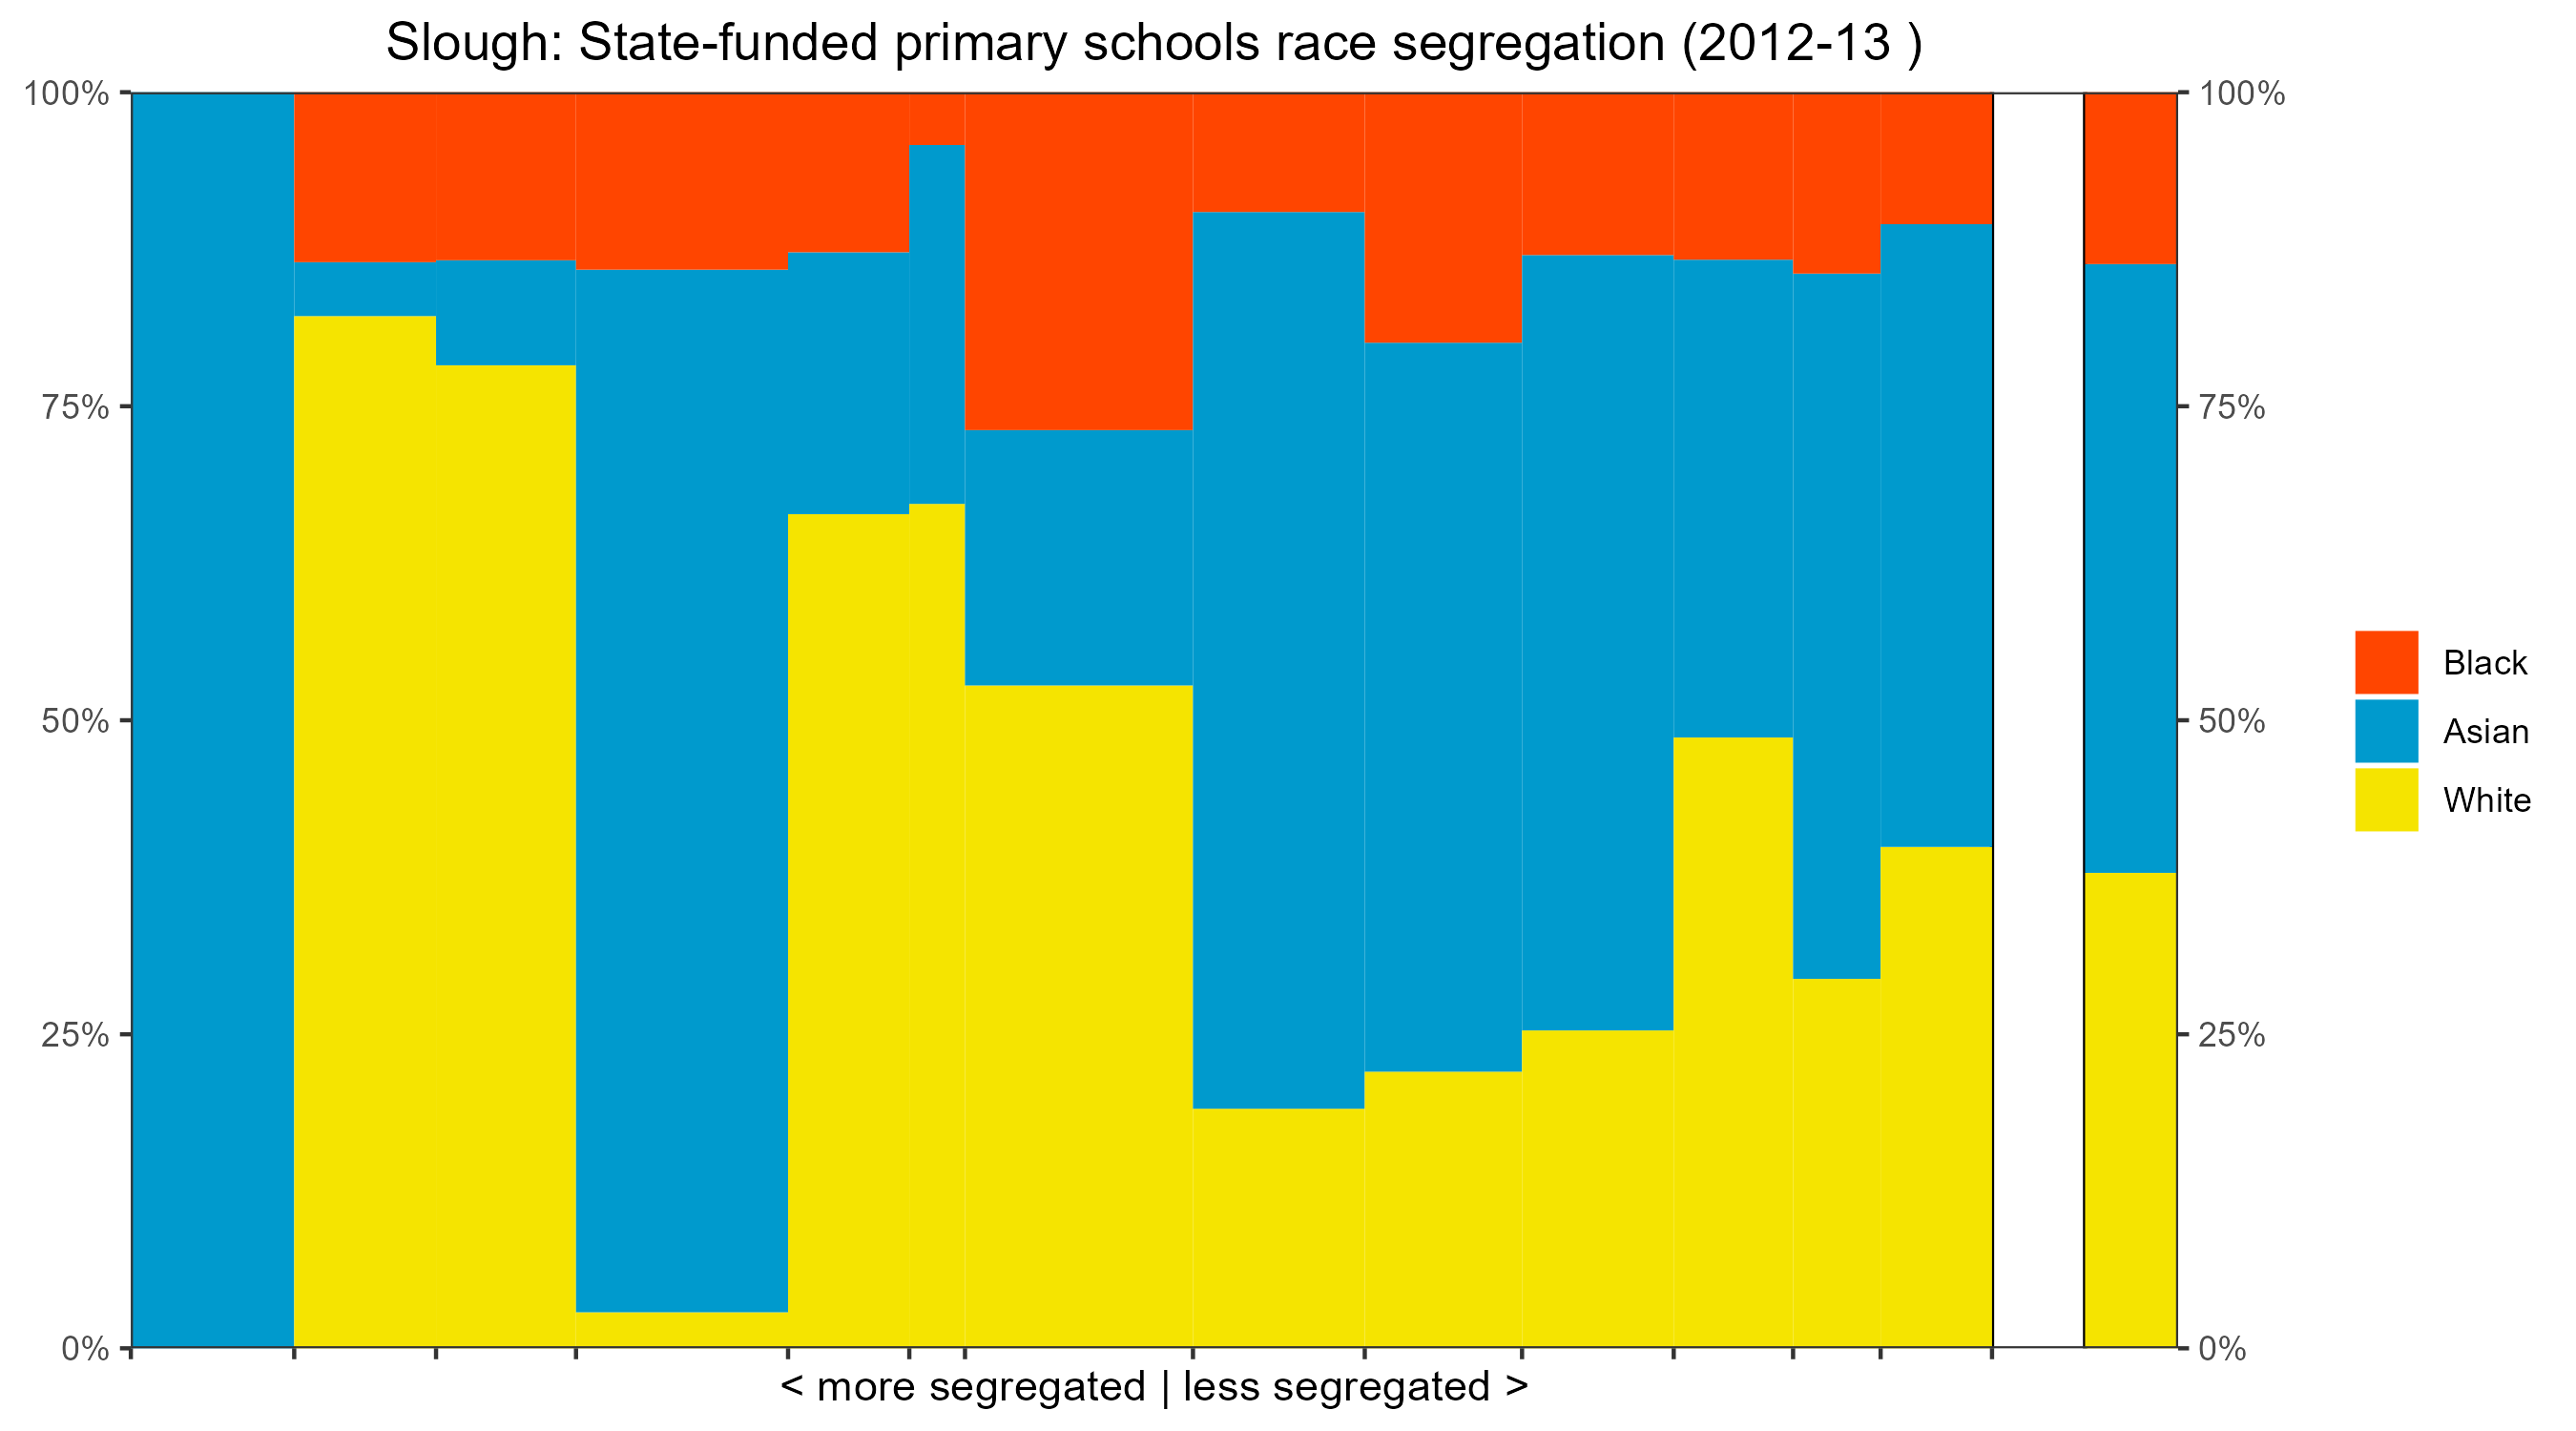 Slough: State-funded primary schools race segregation (2012-13 )
100%
75%
50%
25%
0%
100%
75%
50%
25%
0%
Black
Asian
White
< more segregated | less segregated >